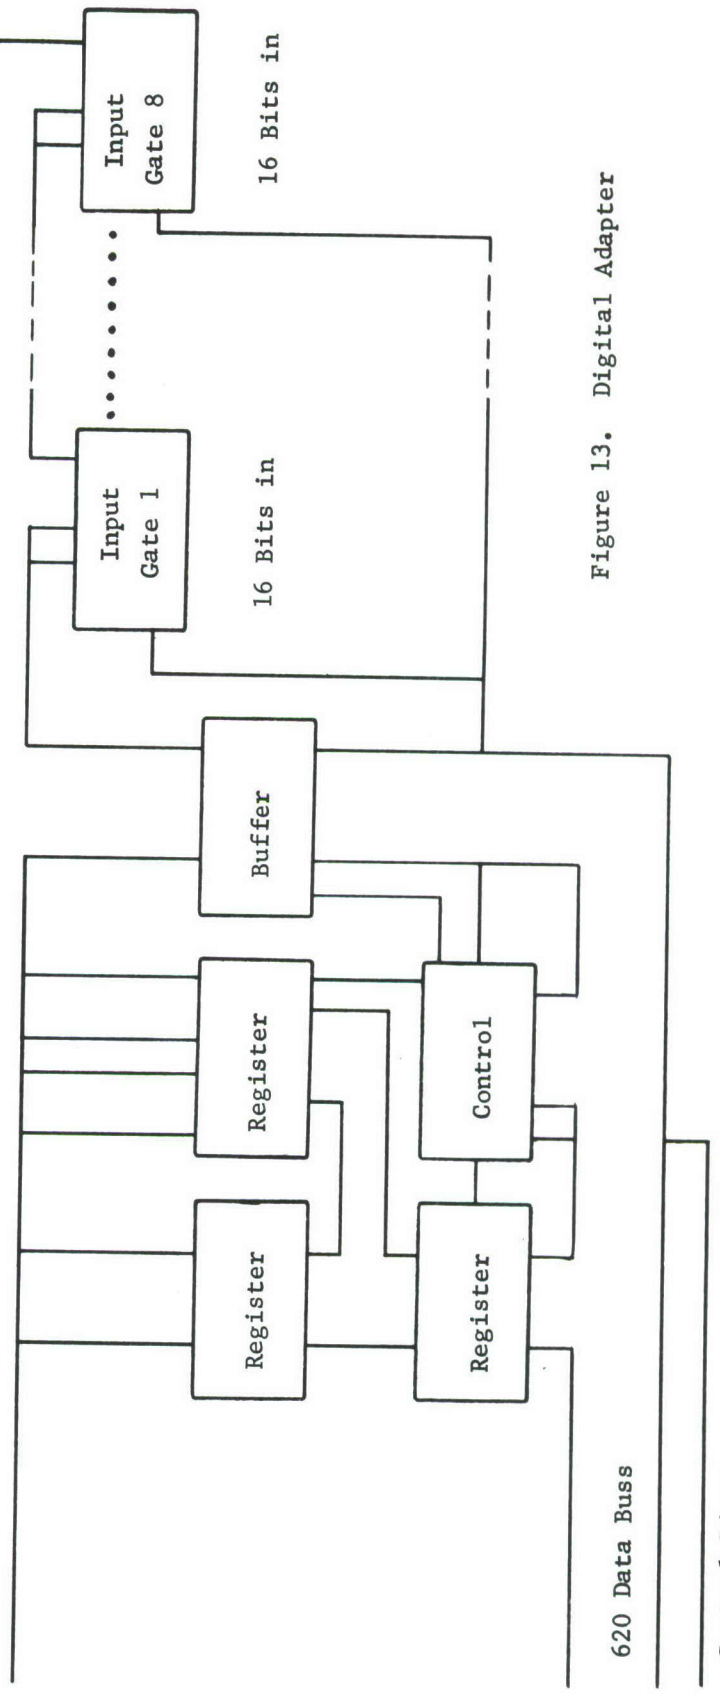 Input
Gate 8
16 Bits in
Input
Gate 1
16 Bits in
Buffer
Register
Register
Control
Register
620 Data Buss
Figure 13. Digital Adapter